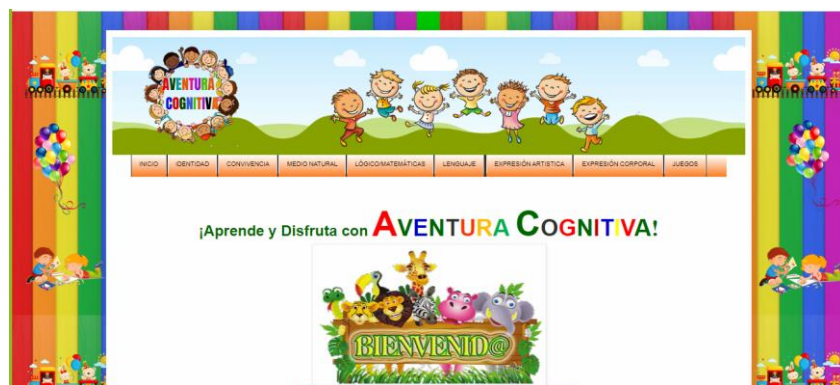 AVENTURA
COGNITIVA
INICIO
IDENTIDAD
CONVIVENCIA
MEDIO NATURAL
LÓGICO/MATEMÁTICAS
LENGUAJE
EXPRESIÓN ARTISTICA
EXPRESIÓN CORPORAL
JUEGOS
¡Aprende y Disfruta con AVENTURA COGNITIVA!
BIENVENID@